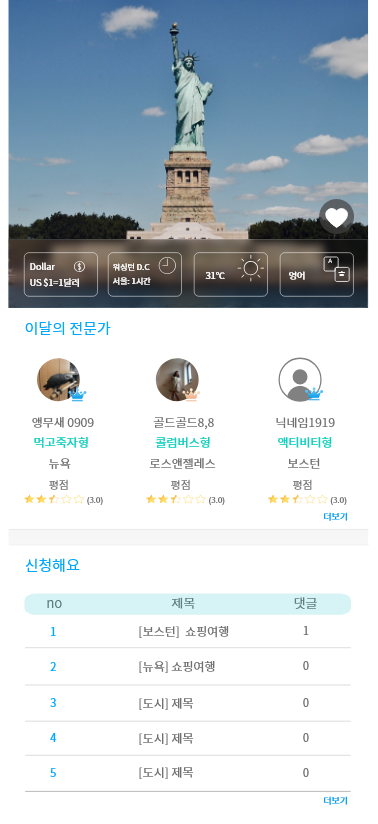 Dollar
US $1=1달러
워싱턴 D.C
서울: 1시간
31℃
영어
A
이달의 전문가
앵무새 0909
골드골드8,8
닉네임1919
먹고죽자형
콜럼버스형
액티비티형
뉴욕
로스앤젤레스
보스턴
평점
평점
평점
(3.0)
(3.0)
(3.0)
더보기
신청해요
no 제목 댓글
1 [보스턴] 쇼핑여행 1
2 [뉴욕] 쇼핑여행 0
3 [도시] 제목 0
4 [도시] 제목 0
5 [도시] 제목 0
더보기